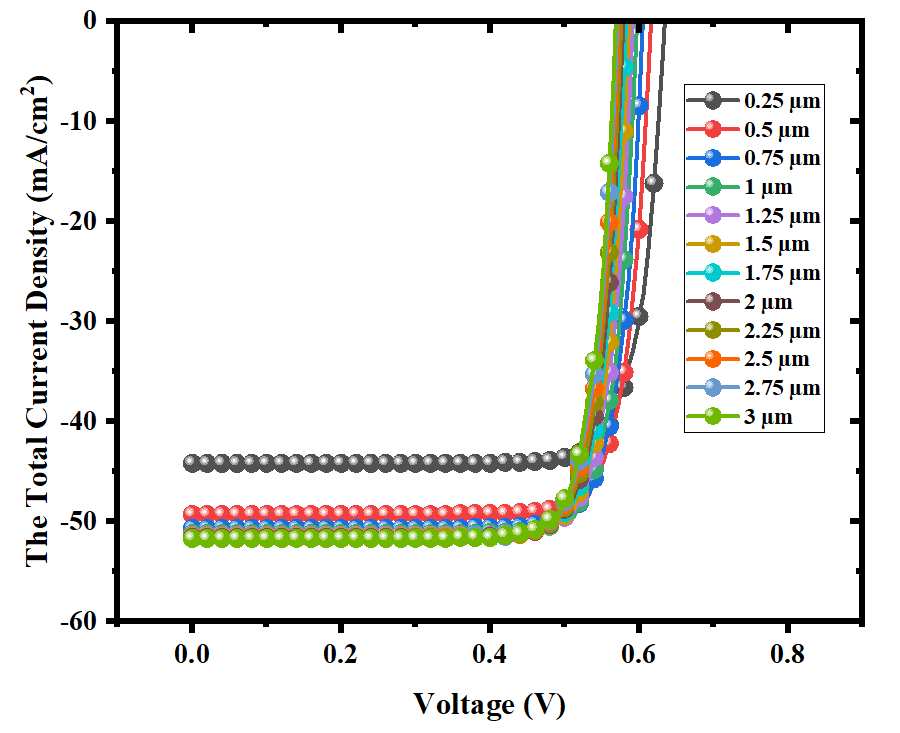 The Total Current Density (mA/cm²)
0
-10
-20
-30
-40
-50
-60
0.0 0.2 0.4 0.6 0.8
Voltage (V)
0.25 μm
0.5 μm
0.75 μm
1 μm
1.25 μm
1.5 μm
1.75 μm
2 μm
2.25 μm
2.5 μm
2.75 μm
3 μm